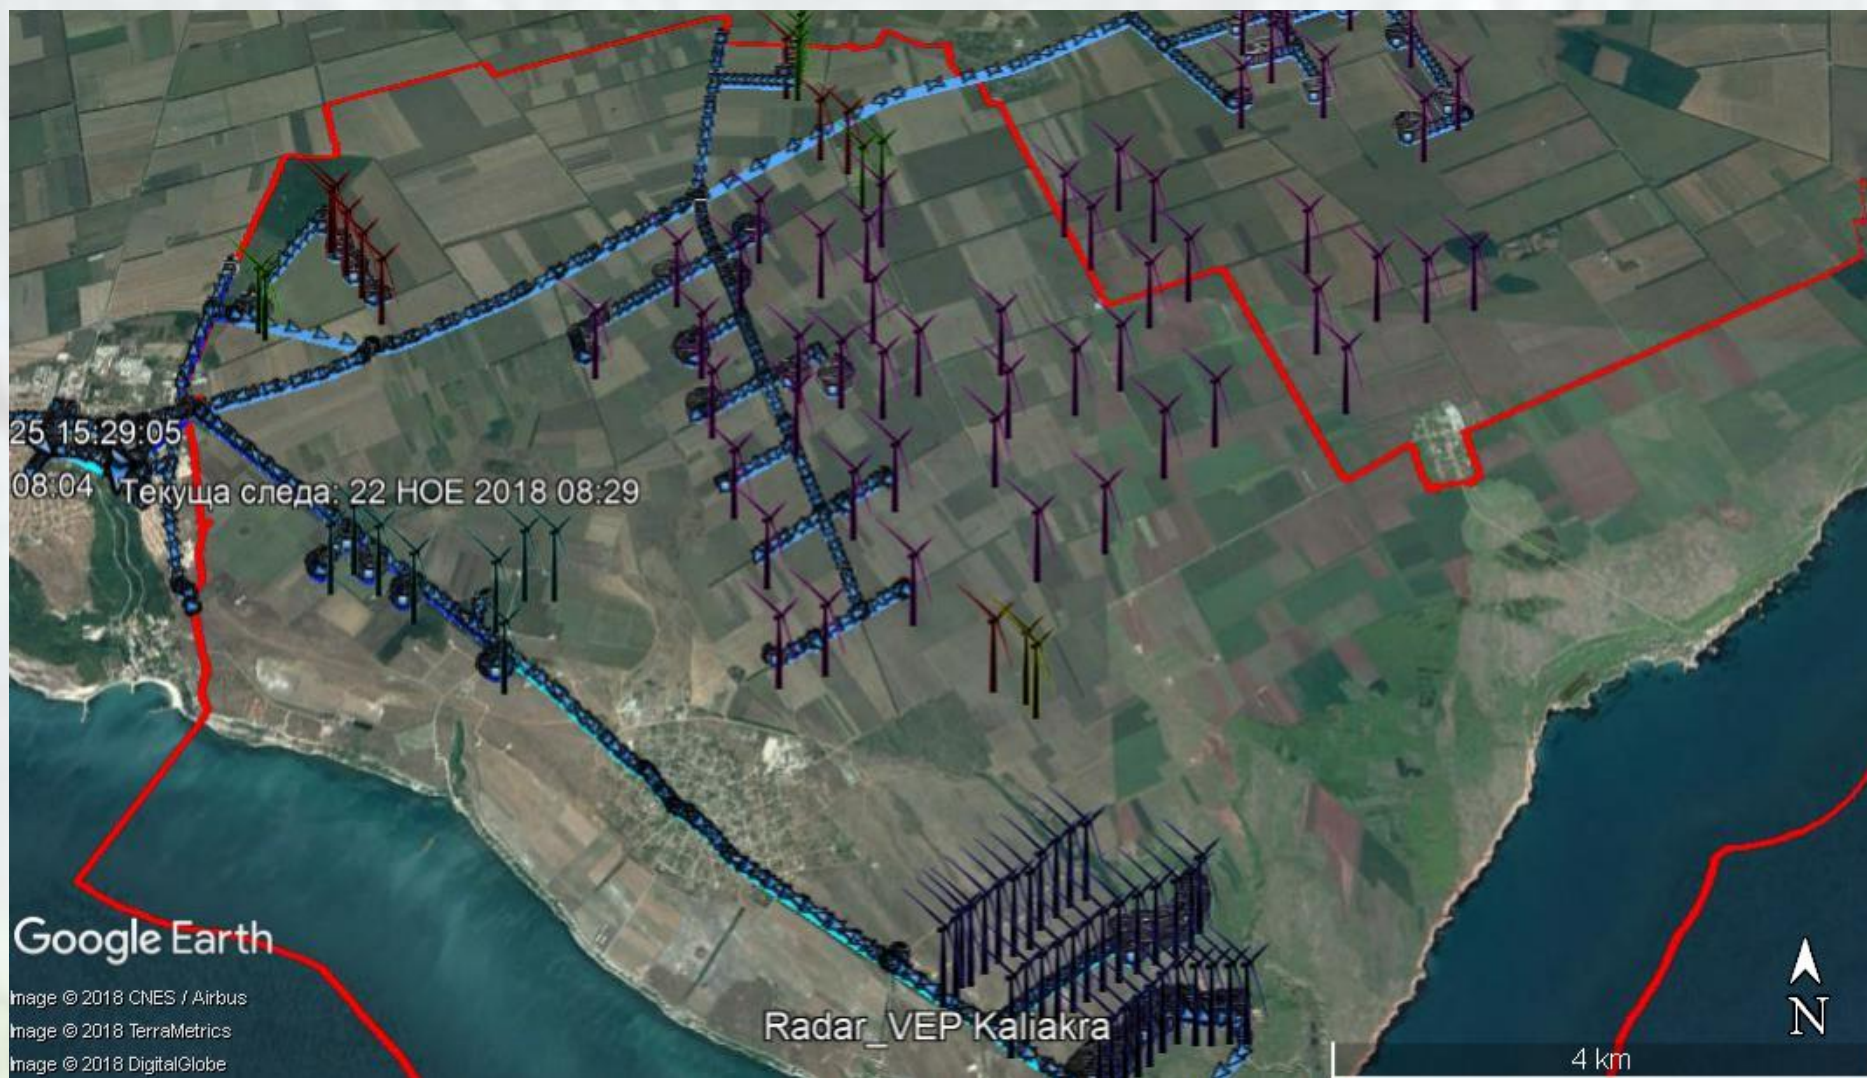 25 15:29:05
08:04 Текуща следа: 22 НОЕ 2018 08:29
Google Earth
Image © 2018 CNES / Airbus
Image © 2018 TerraMetrics
Image © 2018 DigitalGlobe
Radar_VEP Kaliakra
N
4 km